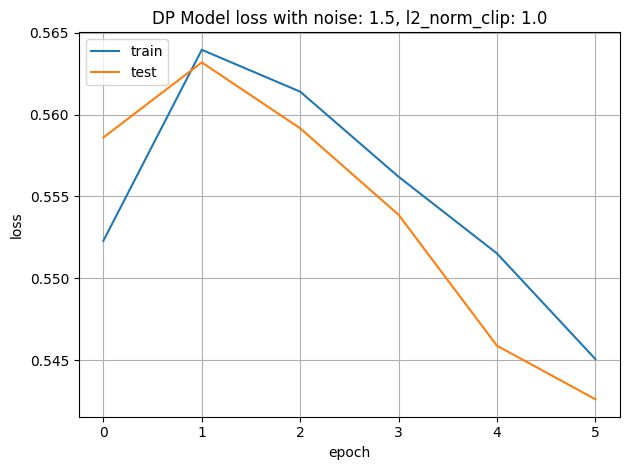 DP Model loss with noise: 1.5, l2_norm_clip: 1.0
train
test
0.565
0.560
0.555
0.550
0.545
loss
0 1 2 3 4 5
epoch